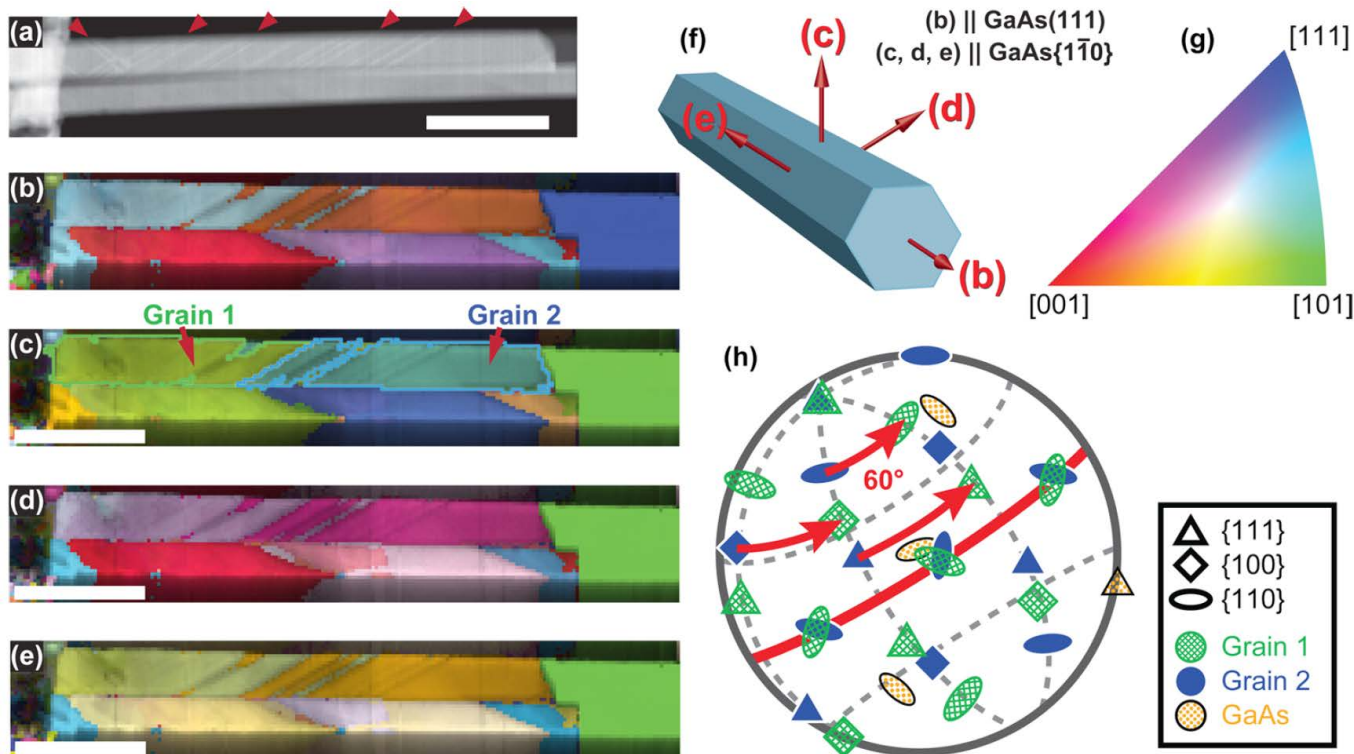 (a)
(b)
Grain 1
Grain 2
(c)
(d)
(e)
(f)
(b) || GaAs(111)
(c, d, e) || GaAs{11̅0}
(c)
(d)
(e)
(b)
(g)
[111]
[001]
[101]
(h)
60°
{111}
{100}
{110}
Grain 1
Grain 2
GaAs